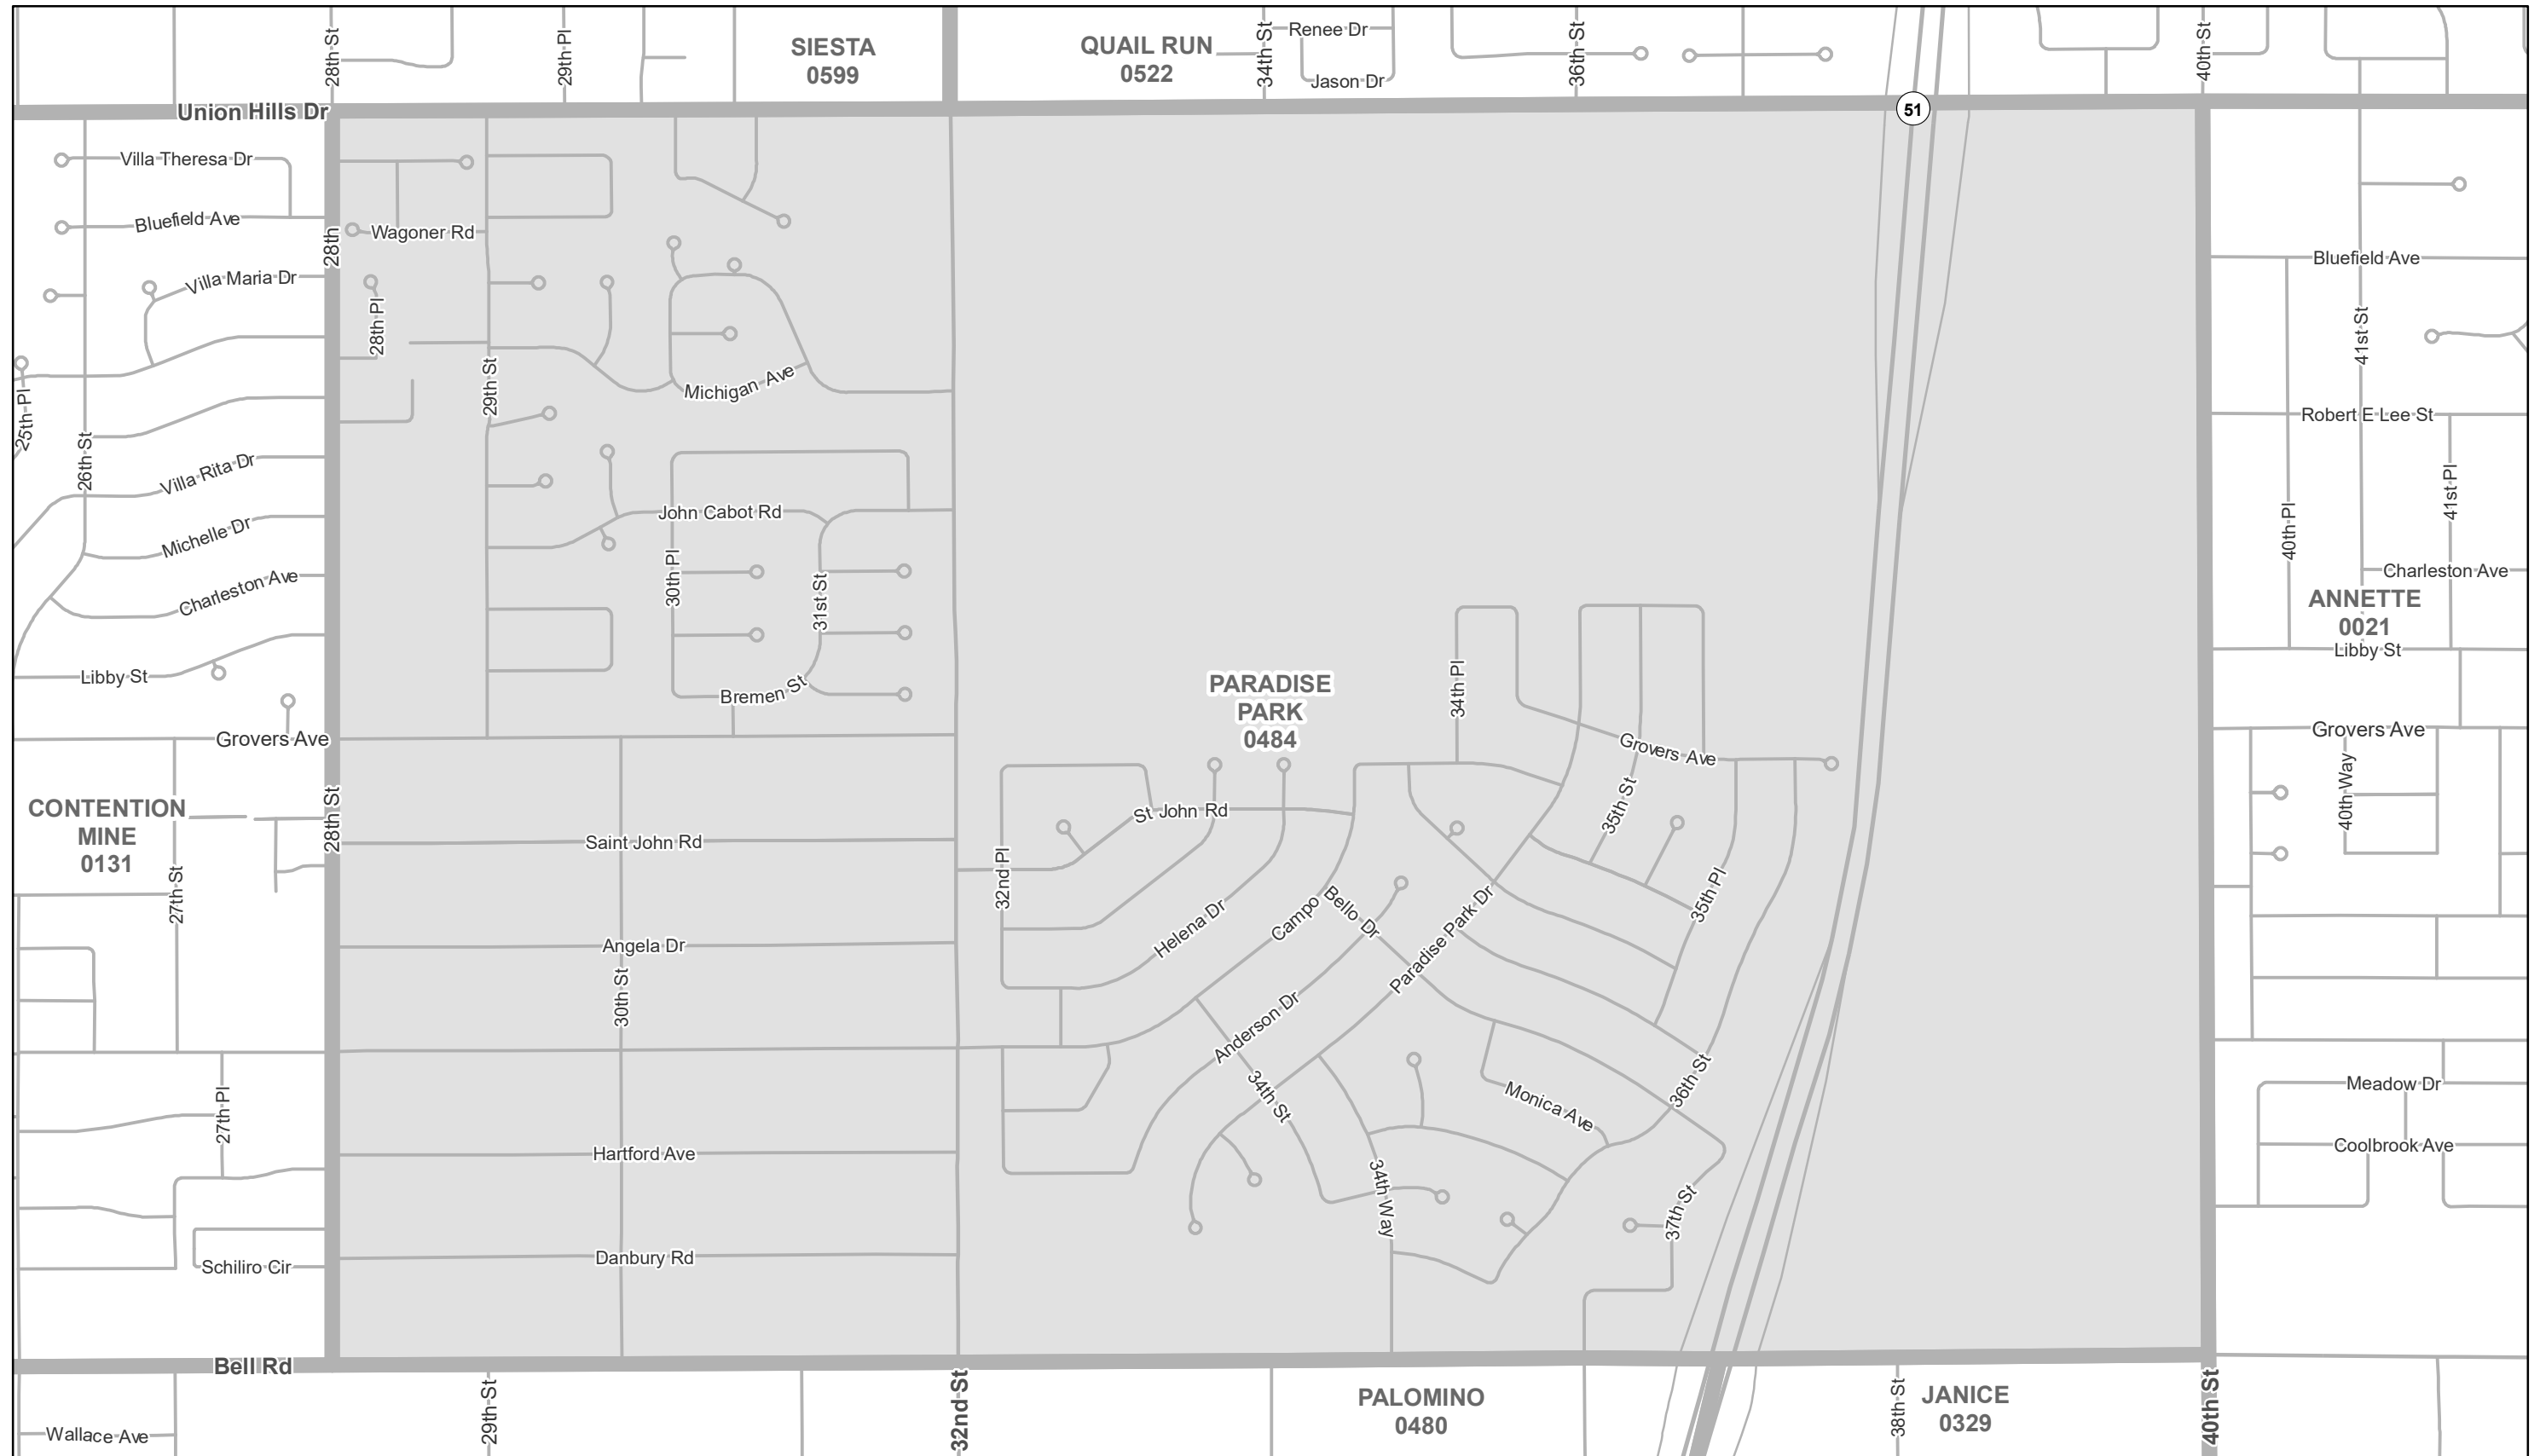 28th St
29th Pl
SIESTA
0599
QUAIL RUN
0522
34th St
Renee Dr
Jason Dr
36th St
40th St
Union Hills Dr
51
Villa Theresa Dr
Bluefield Ave
28th
Wagoner Rd
Villa Maria Dr
28th Pl
29th St
Michigan Ave
25th Pl
26th St
Villa Rita Dr
Michelle Dr
Charleston Ave
Libby St
Grovers Ave
John Cabot Rd
30th Pl
31st St
Bremen St
Bluefield Ave
41st St
Robert E Lee St
40th Pl
41st Pl
Charleston Ave
ANNETTE
0021
Libby St
Grovers Ave
40th Way
PARADISE
PARK
0484
34th Pl
Grovers Ave
35th St
CONTENTION
MINE
0131
28th St
27th St
Saint John Rd
St John Rd
32nd Pl
Helena Dr
Campo
Bello Dr
Paradise Park Dr
35th Pl
Angela Dr
30th St
Anderson Dr
34th St
Monica Ave
36th St
Meadow Dr
Coolbrook Ave
27th Pl
Hartford Ave
34th Way
37th St
Schiliro Cir
Danbury Rd
Bell Rd
Wallace Ave
29th St
32nd St
PALOMINO
0480
38th St
JANICE
0329
40th St